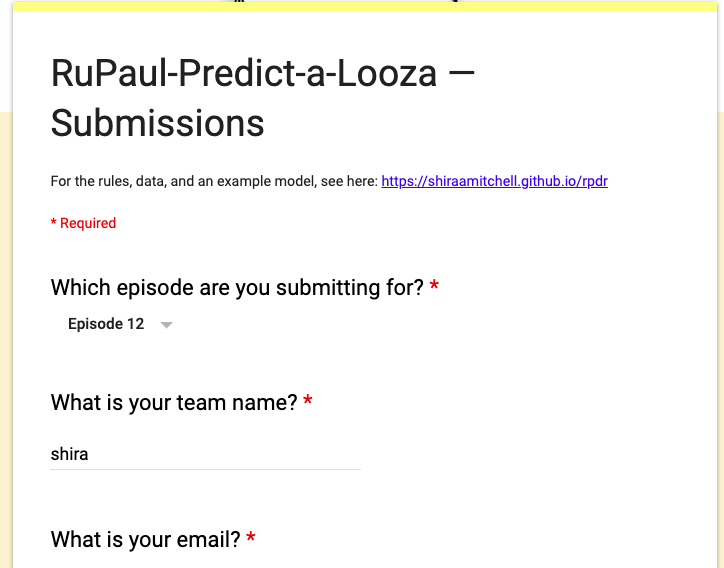 RuPaul-Predict-a-Looza —
Submissions
For the rules, data, and an example model, see here: https://shiraamitchell.github.io/rpdr
* Required
Which episode are you submitting for? *
Episode 12
What is your team name? *
shira
What is your email? *